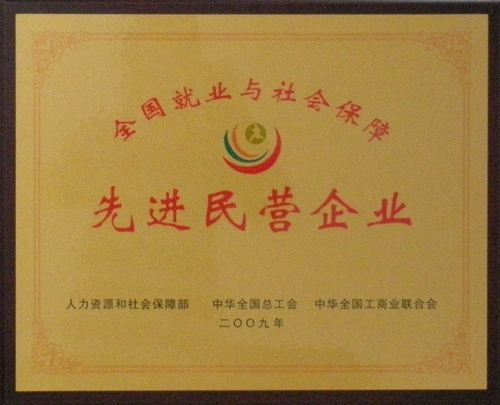 全国就业与社会保障
先进民营企业
人力资源和社会保障部 中华全国总工会 中华全国工商业联合会
二〇〇九年